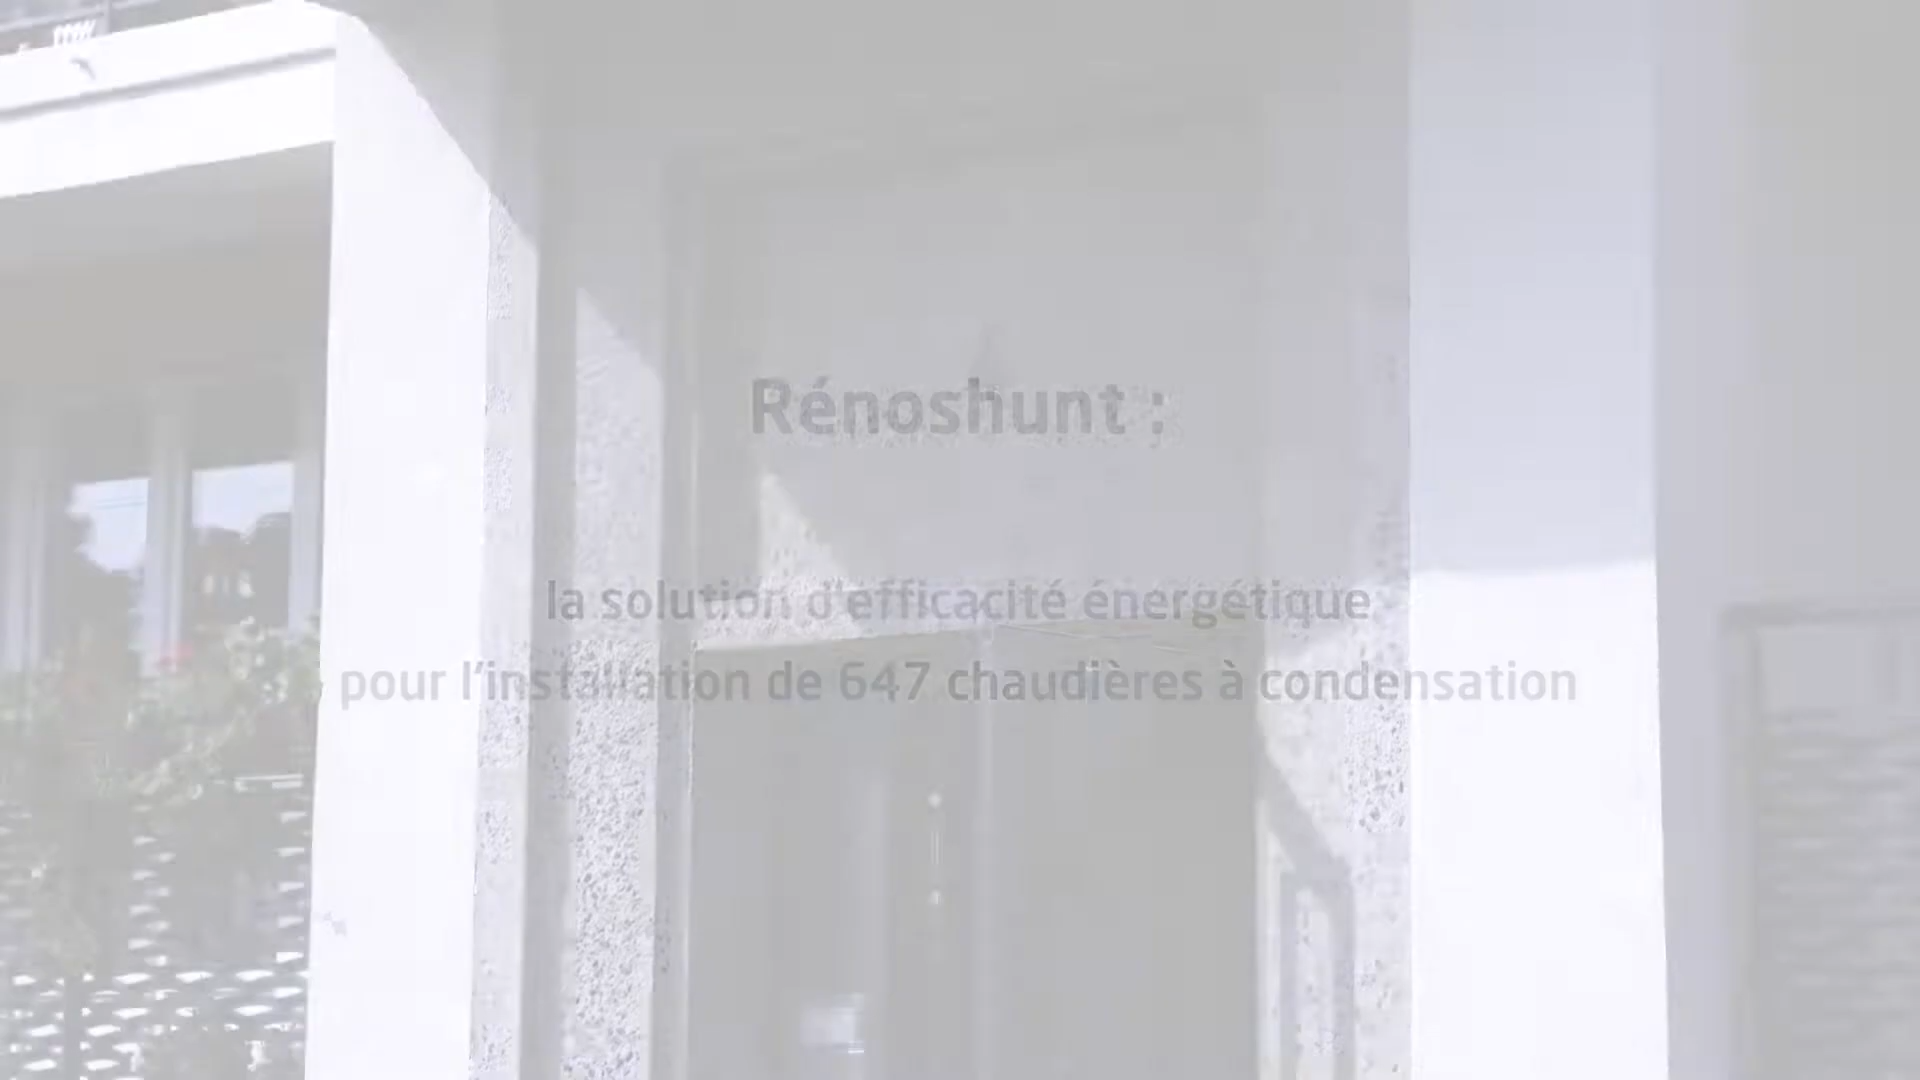 Rénoshunt :
la solution d'efficacité énergétique
pour l'installation de 647 chaudières à condensation